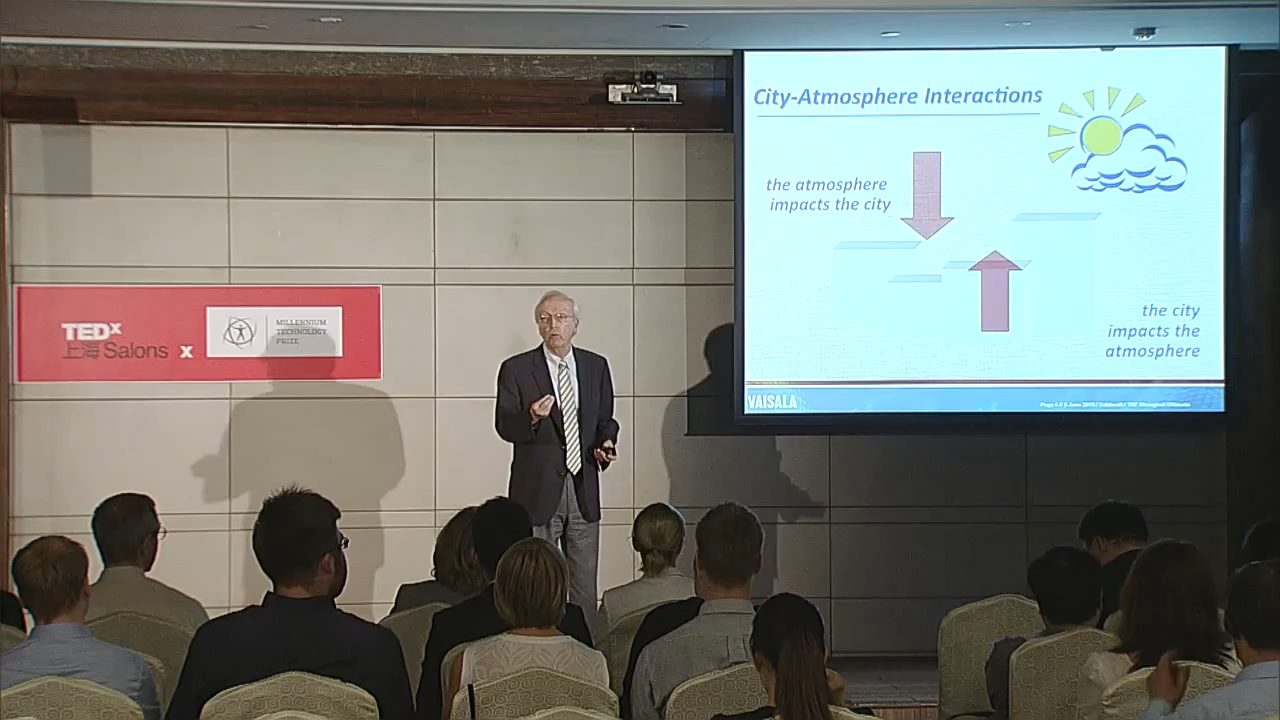 City-Atmosphere Interactions
the atmosphere
impacts the city
the city
impacts the
atmosphere
VAISALA
TEDx
上海 Salons x
MILLENNIUM
TECHNOLOGY
PRIZE